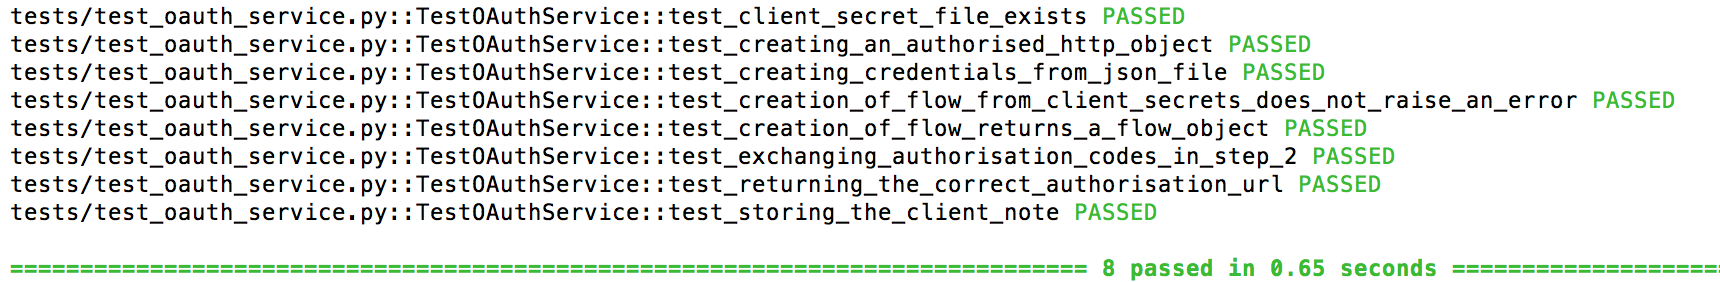 tests/test_oauth_service.py::TestOAuthService::test_client_secret_file_exists PASSED
tests/test_oauth_service.py::TestOAuthService::test_creating_an_authorised_http_object PASSED
tests/test_oauth_service.py::TestOAuthService::test_creating_credentials_from_json_file PASSED
tests/test_oauth_service.py::TestOAuthService::test_creation_of_flow_from_client_secrets_does_not_raise_an_error PASSED
tests/test_oauth_service.py::TestOAuthService::test_creation_of_flow_returns_a_flow_object PASSED
tests/test_oauth_service.py::TestOAuthService::test_exchanging_authorisation_codes_in_step_2 PASSED
tests/test_oauth_service.py::TestOAuthService::test_returning_the_correct_authorisation_url PASSED
tests/test_oauth_service.py::TestOAuthService::test_storing_the_client_note PASSED
============================================================================= 8 passed in 0.65 seconds ====================